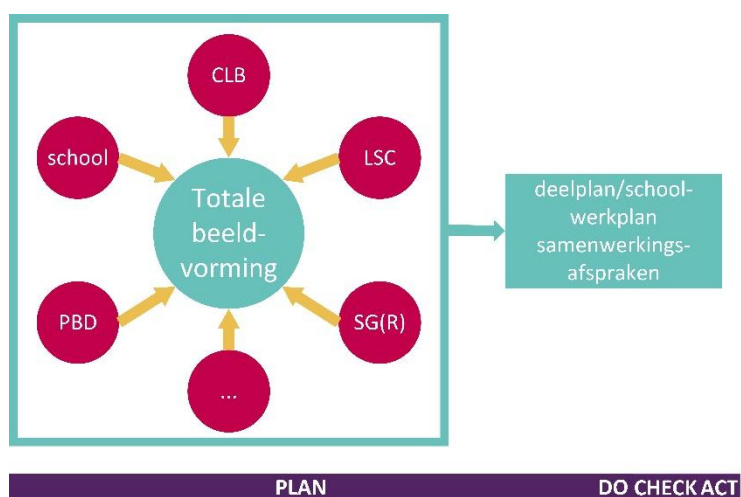 CLB
school
LSC
Totale
beeld-
vorming
PBD
SG(R)
...
deelplan/school-
werkplan
samenwerkings-
afspraken
PLAN
DO CHECK ACT